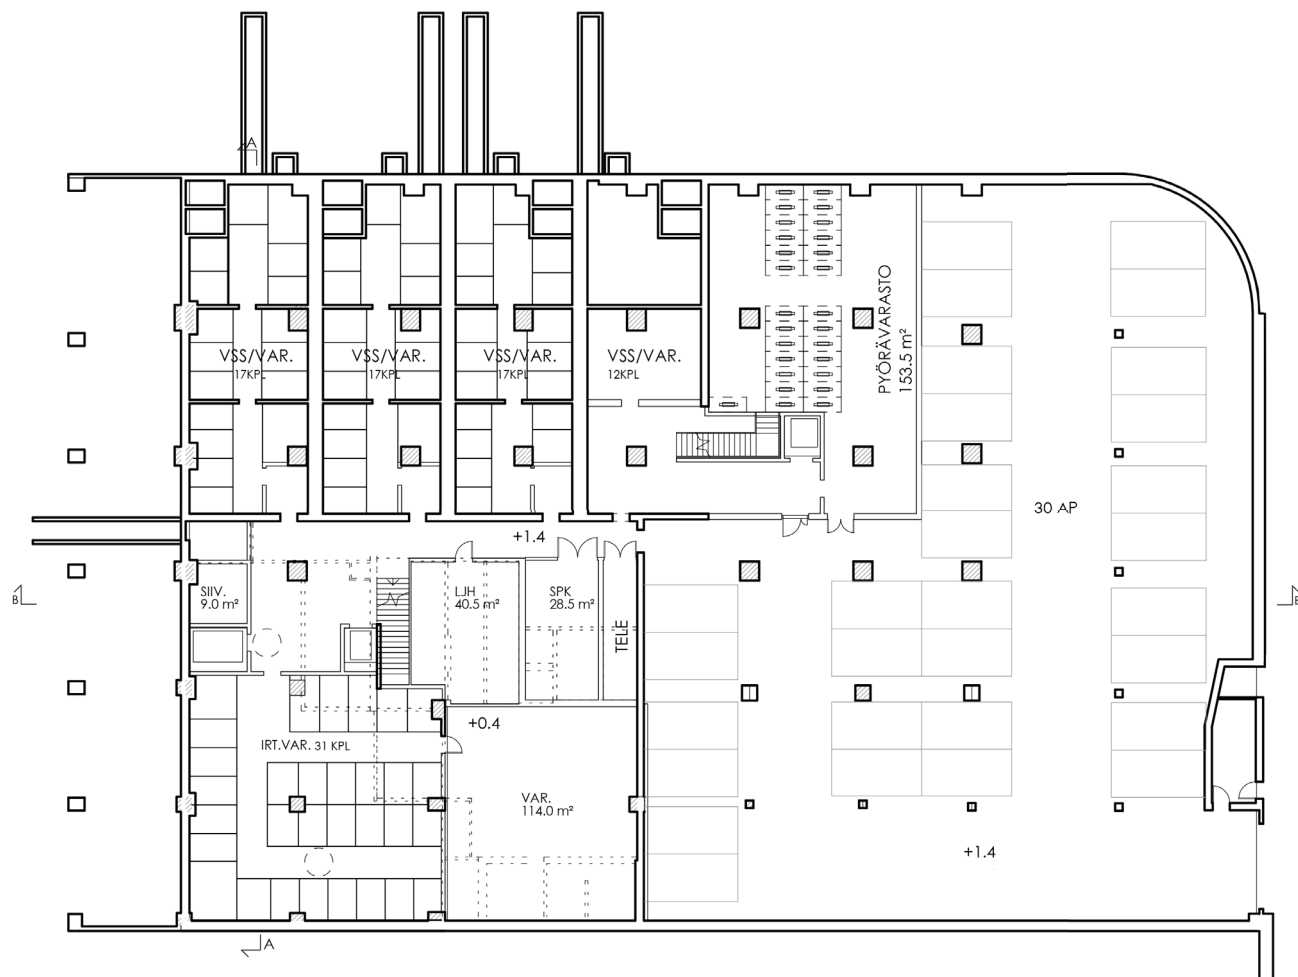 A
VSS/VAR.
17KPL
VSS/VAR.
17KPL
VSS/VAR.
17KPL
VSS/VAR.
12KPL
PYÖRÄVARASTO
153.5 m²
30 AP
+1.4
B
SIIV.
9.0 m²
LJH
40.5 m²
SPK
28.5 m²
TELE
B
+0.4
IRT.VAR. 31 KPL
VAR.
114.0 m²
+1.4
A